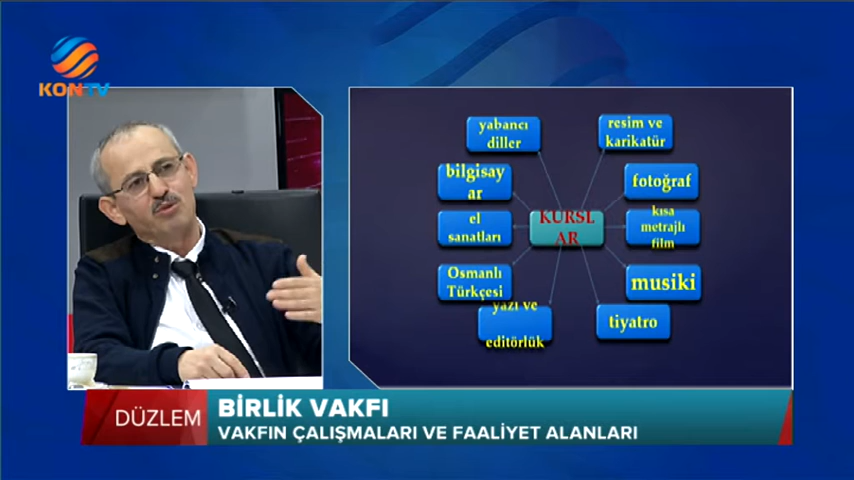 KONTV
yabancı
diller
resim ve
karikatür
bilgisay
ar
fotoğraf
el
sanatları
KURSL
AR
kısa
metrajlı
film
Osmanlı
Türkçesi
musiki
yazı ve
editörlük
tiyatro
DÜZLEM
BİRLİK VAKFI
VAKFIN ÇALIŞMALARI VE FAALİYET ALANLARI